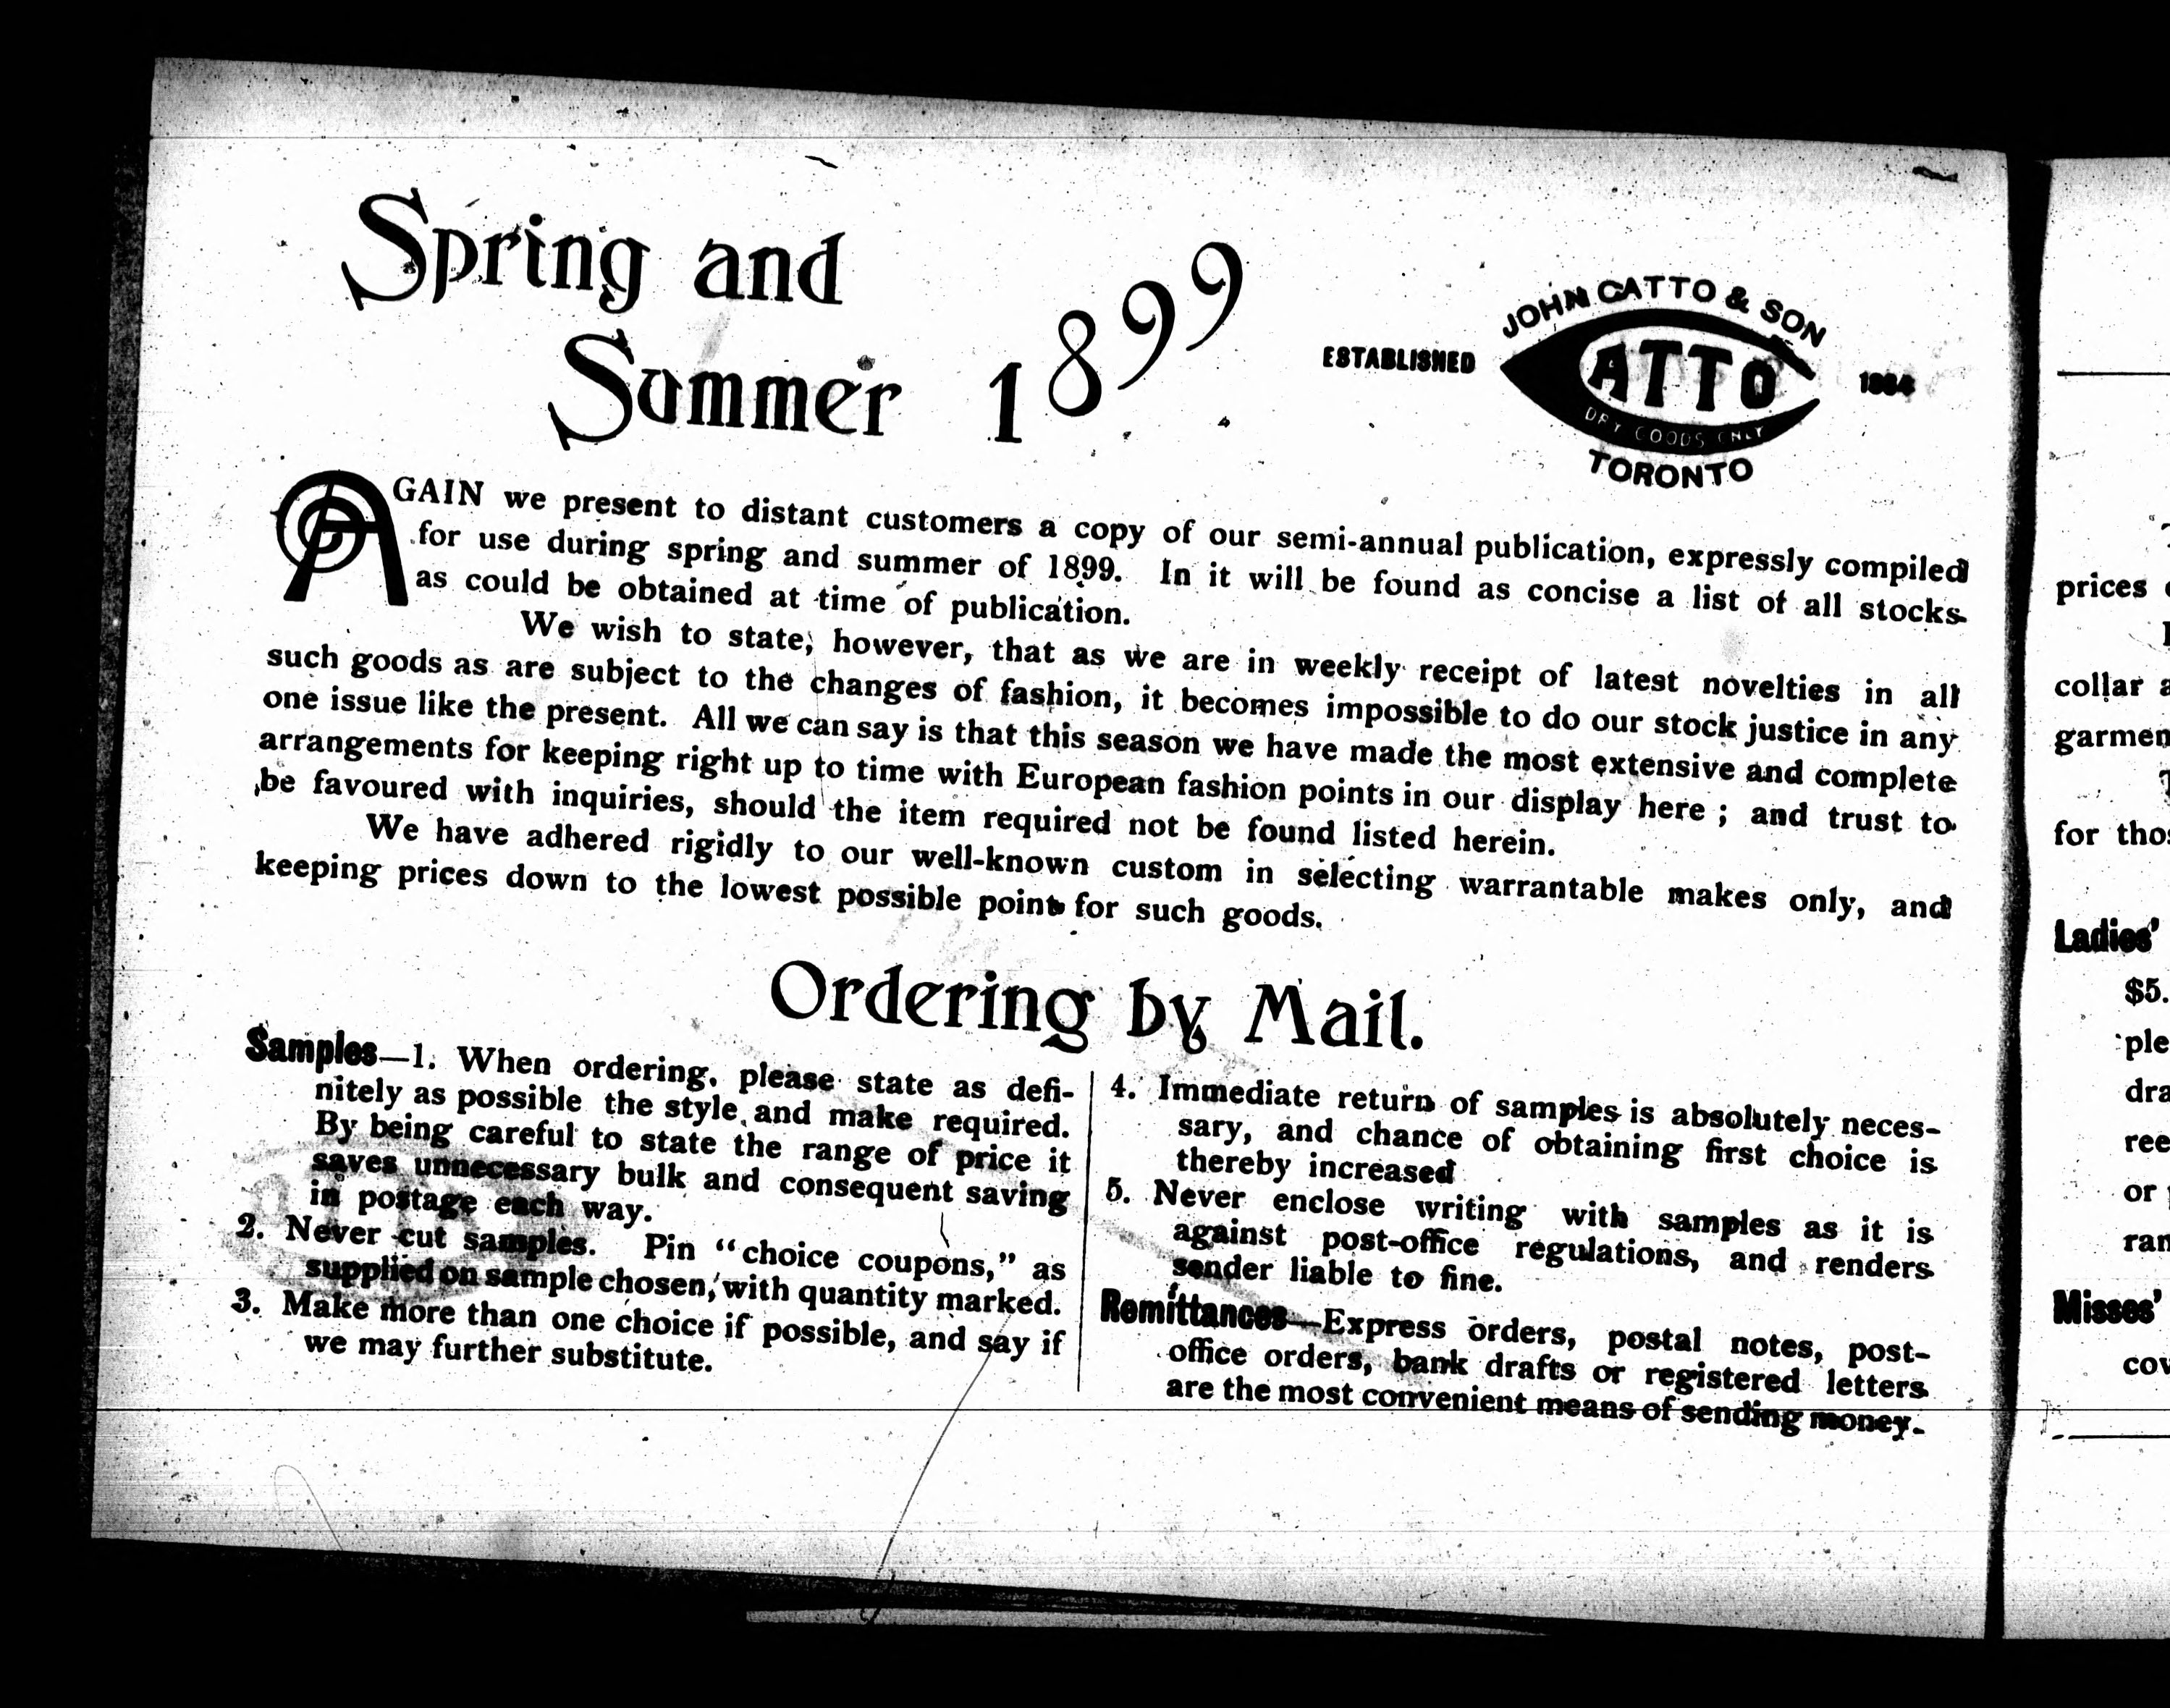 Spring and
Summer 1899
JOHN CATTO & SON
ESTABLISHED
CATTO
1864
DRY GOODS ONLY
TORONTO
AGAIN we present to distant customers a copy of our semi-annual publication, expressly compiled
for use during spring and summer of 1899. In it will be found as concise a list of all stocks
as could be obtained at time of publication.
We wish to state, however, that as we are in weekly receipt of latest novelties in all
such goods as are subject to the changes of fashion, it becomes impossible to do our stock justice in any
one issue like the present. All we can say is that this season we have made the most extensive and complete
arrangements for keeping right up to time with European fashion points in our display here ; and trust to
be favoured with inquiries, should the item required not be found listed herein.
We have adhered rigidly to our well-known custom in selecting warrantable makes only, and
keeping prices down to the lowest possible point for such goods.
Ordering by Mail.
Samples—1. When ordering, please state as defi-
nitely as possible the style and make required.
By being careful to state the range of price it
saves unnecessary bulk and consequent saving
in postage each way.
2. Never cut samples. Pin "choice coupons," as
supplied on sample chosen, with quantity marked.
3. Make more than one choice if possible, and say if
we may further substitute.
4. Immediate return of samples is absolutely neces-
sary, and chance of obtaining first choice is
thereby increased
5. Never enclose writing with samples as it is
against post-office regulations, and renders
sender liable to fine.
Remittances—Express orders, postal notes, post-
office orders, bank drafts or registered letters
are the most convenient means of sending money.
prices
collar
garmen
for thos
Ladies'
$5.
ple
dra
ree
or
ran
Misses'
cov